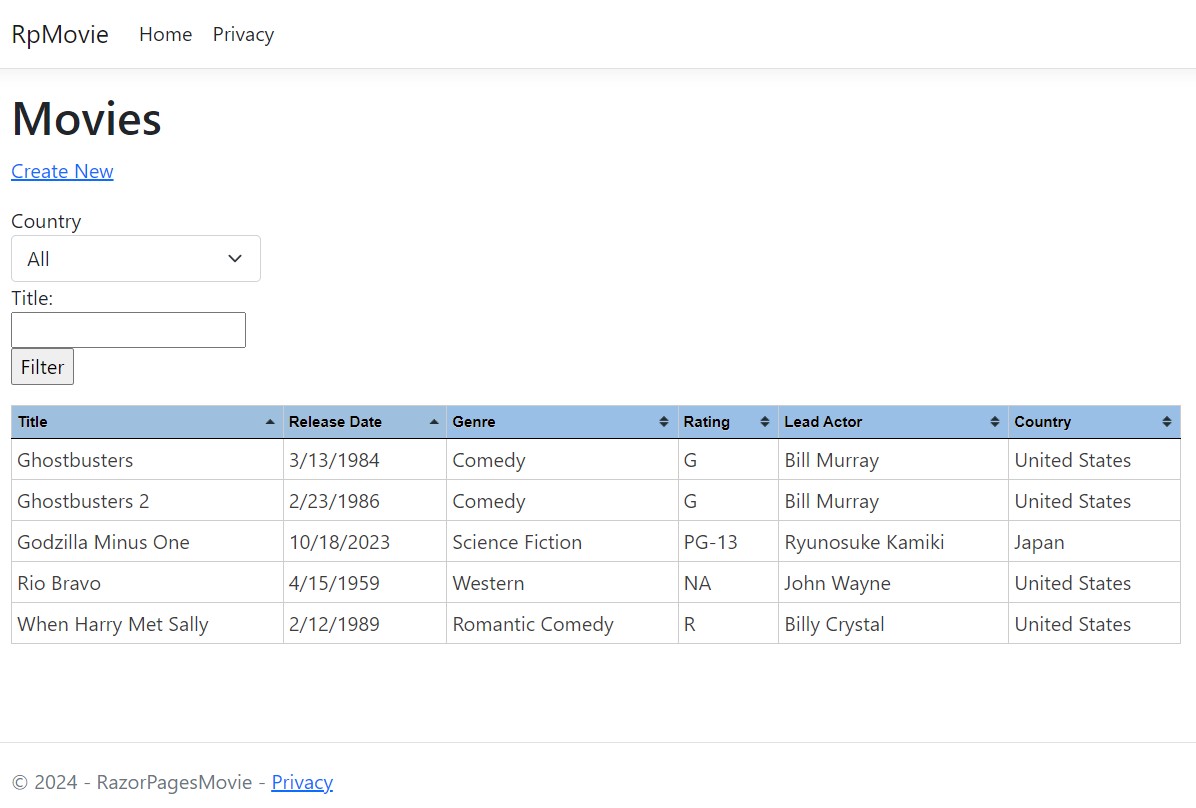 RpMovie Home Privacy
Movies
Create New
Country
All
Title:
Filter
Title Release Date Genre Rating Lead Actor Country
Ghostbusters 3/13/1984 Comedy G Bill Murray United States
Ghostbusters 2 2/23/1986 Comedy G Bill Murray United States
Godzilla Minus One 10/18/2023 Science Fiction PG-13 Ryunosuke Kamiki Japan
Rio Bravo 4/15/1959 Western NA John Wayne United States
When Harry Met Sally 2/12/1989 Romantic Comedy R Billy Crystal United States
© 2024 - RazorPagesMovie - Privacy